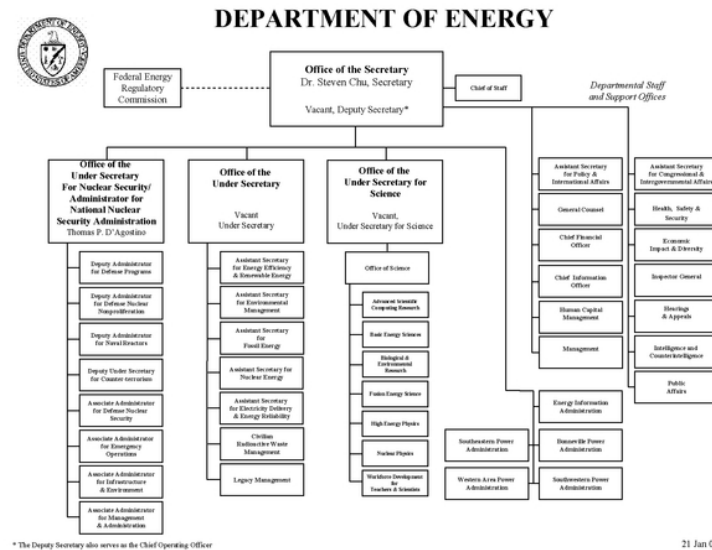 DEPARTMENT OF ENERGY
Federal Energy
Regulatory
Commission
Office of the Secretary
Dr. Steven Chu, Secretary
Vacant, Deputy Secretary*
Chief of Staff
Departmental Staff
and Support Offices
Office of the
Under Secretary
For Nuclear Security/
Administrator for
National Nuclear
Security Administration
Thomas P. D'Agostino
Deputy Administrator
for Defense Programs
Deputy Administrator
for Defense Nuclear
Nonproliferation
Deputy Administrator
for Naval Reactors
Deputy Under Secretary
for Counter-terrorism
Associate Administrator
for Defense Nuclear
Security
Associate Administrator
for Emergency
Operations
Associate Administrator
for Infrastructure
& Environment
Associate Administrator
for Management
& Administration
Office of the
Under Secretary
Vacant
Under Secretary
Assistant Secretary
for Energy Efficiency
& Renewable Energy
Assistant Secretary
for Environmental
Management
Assistant Secretary
for
Fossil Energy
Assistant Secretary for
Nuclear Energy
Assistant Secretary
for Electricity Delivery
& Energy Reliability
Civilian
Radioactive Waste
Management
Legacy Management
Office of the
Under Secretary for
Science
Vacant,
Under Secretary for Science
Office of Science
Advanced Scientific
Computing Research
Basic Energy Sciences
Biological &
Environmental
Research
Fusion Energy Science
High Energy Physics
Nuclear Physics
Workforce Development
for
Teachers & Scientists
Assistant Secretary
for Policy &
International Affairs
General Counsel
Chief Financial
Officer
Chief Information
Officer
Human Capital
Management
Management
Assistant Secretary
for Congressional &
Intergovernmental Affairs
Health, Safety &
Security
Economic
Impact & Diversity
Inspector General
Hearings
& Appeals
Intelligence and
Counterintelligence
Public
Affairs
Energy Information
Administration
Southeastern Power
Administration
Bonneville Power
Administration
Western Area Power
Administration
Southwestern Power
Administration
* The Deputy Secretary also serves as the Chief Operating Officer
21 Jan